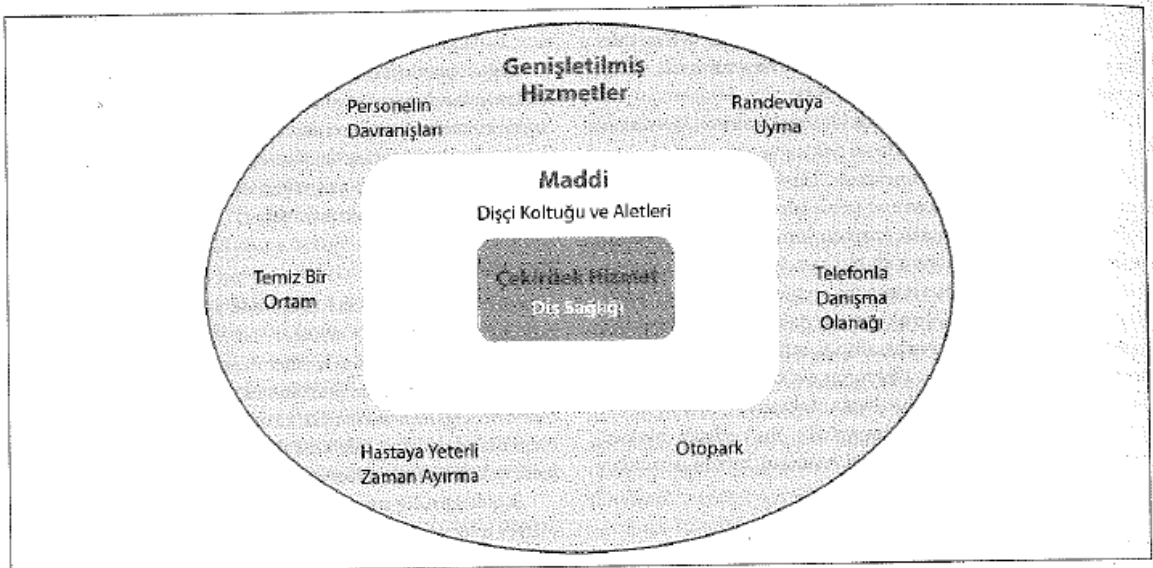 Genişletilmiş
Hizmetler
Personelin
Davranışları
Randevuya
Uyma
Maddi
Dişçi Koltuğu ve Aletleri
Çekirdek Hizmet
Diş Sağlığı
Temiz Bir
Ortam
Telefonla
Danışma
Olanağı
Hastaya Yeterli
Zaman Ayırma
Otopark